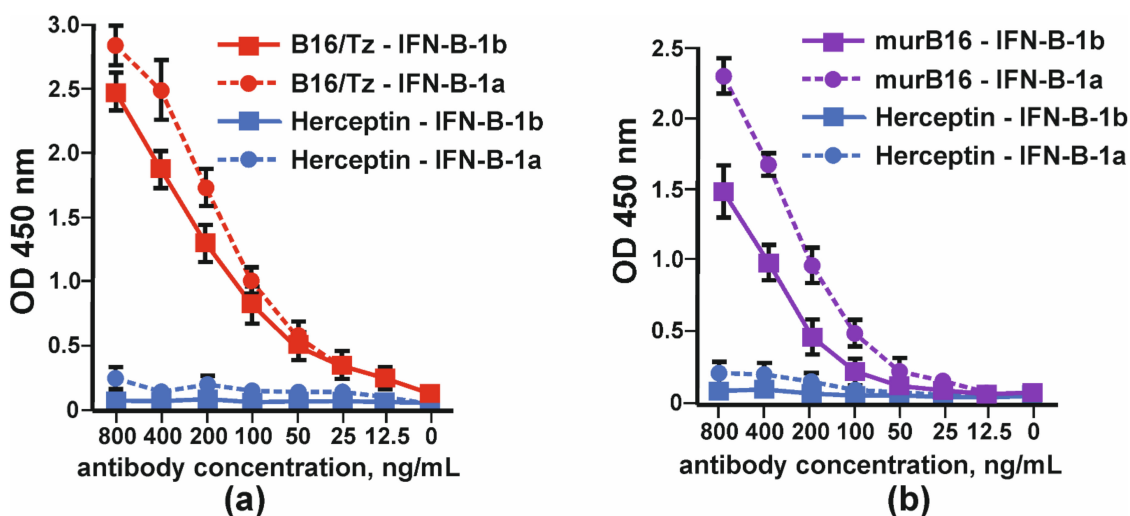 3.0
2.5
2.0
1.5
1.0
0.5
0
OD 450 nm
B16/Tz - IFN-B-1b
B16/Tz - IFN-B-1a
Herceptin - IFN-B-1b
Herceptin - IFN-B-1a
800 400 200 100 50 25 12.5 0
antibody concentration, ng/mL
(a)
2.5
2.0
1.5
1.0
0.5
0
OD 450 nm
murB16 - IFN-B-1b
murB16 - IFN-B-1a
Herceptin - IFN-B-1b
Herceptin - IFN-B-1a
800 400 200 100 50 25 12.5 0
antibody concentration, ng/mL
(b)